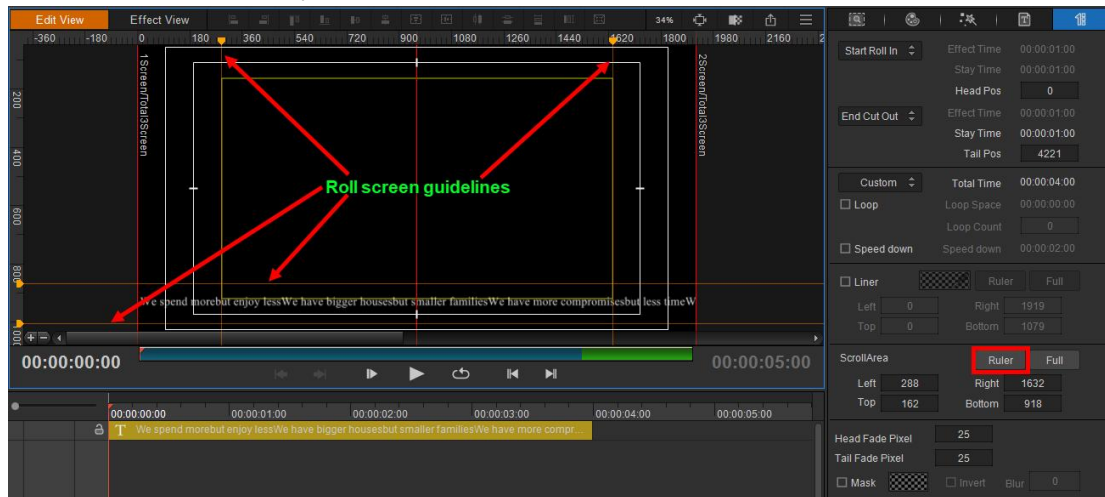 Edit View Effect View 34%
-360 -180 0 180 360 540 720 900 1080 1260 1440 1620 1800 1980 2160 2
200
400
600
800
1Screen/Total3Screen
2Screen/Total3Screen
Roll screen guidelines
We spend morebut enjoy lessWe have bigger housesbut smaller familiesWe have more compromisesbut less timeW
00:00:00:00 00:00:05:00
00:00:00:00 00:00:01:00 00:00:02:00 00:00:03:00 00:00:04:00 00:00:05:00
T We spend morebut enjoy lessWe have bigger housesbut smaller familiesWe have more compr...
Start Roll In Effect Time 00:00:01:00
Stay Time 00:00:01:00
Head Pos 0
End Cut Out Effect Time 00:00:01:00
Stay Time 00:00:01:00
Tail Pos 4221
Custom Total Time 00:00:04:00
Loop Loop Space 00:00:00:00
Loop Count 0
Speed down Speed down 00:00:02:00
Liner Ruler Full
Left 0 Right 1919
Top 0 Bottom 1079
ScrollArea Ruler Full
Left 288 Right 1632
Top 162 Bottom 918
Head Fade Pixel 25
Tail Fade Pixel 25
Mask Invert Blur 0